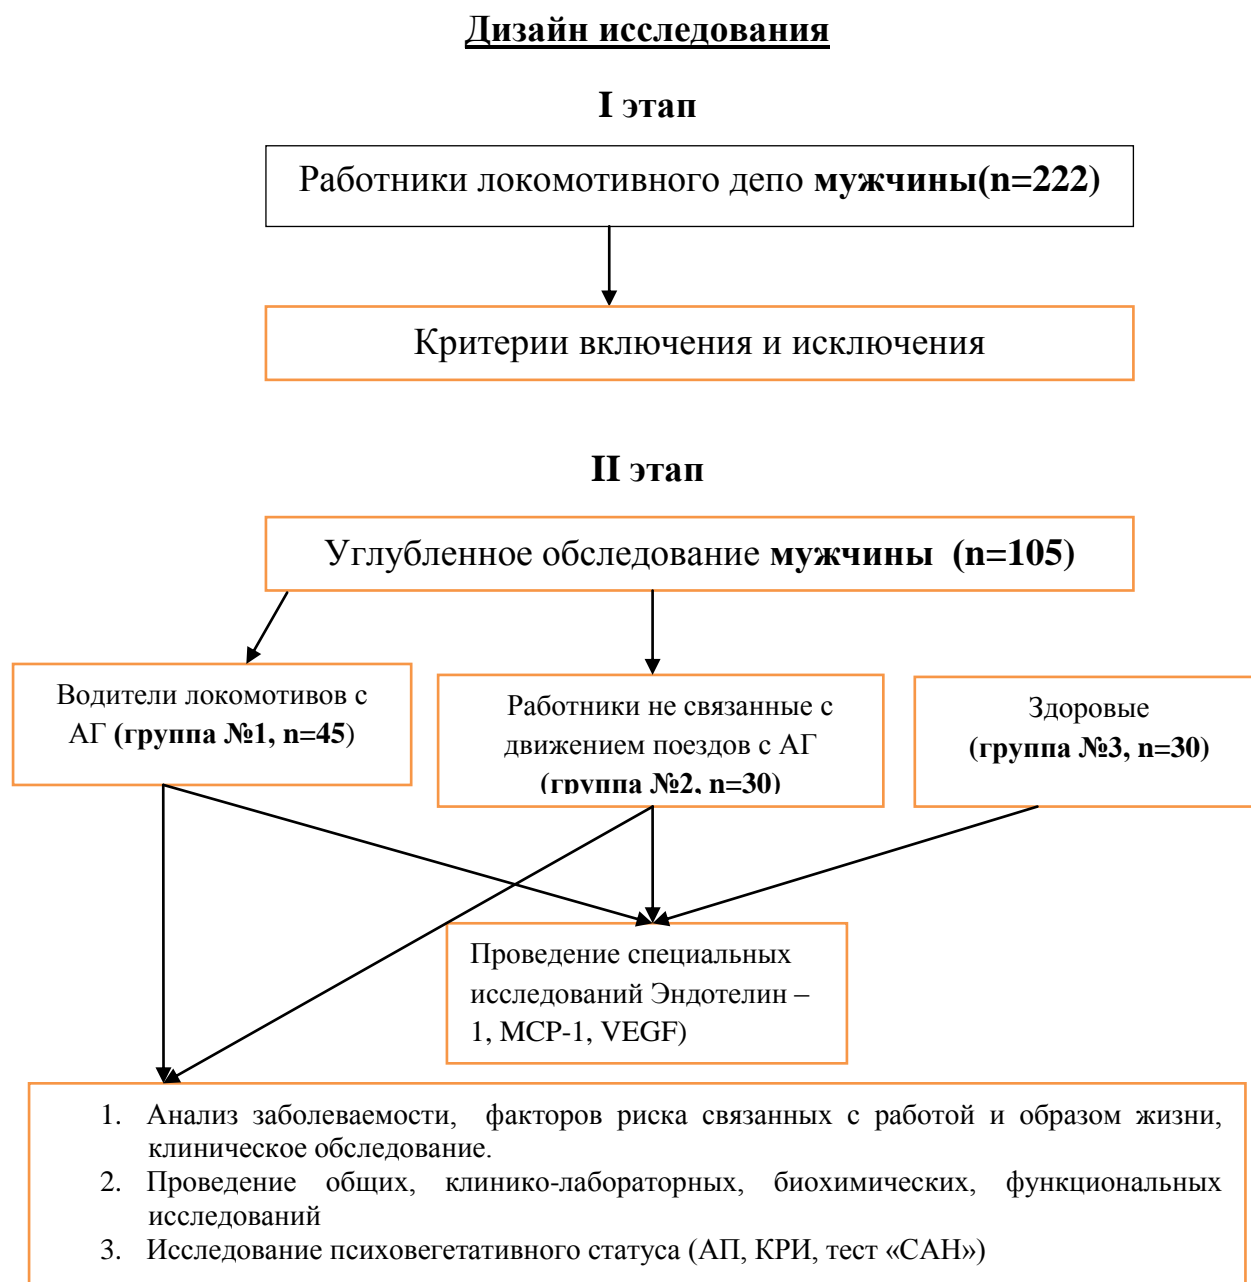 Дизайн исследования
I этап
Работники локомотивного депо мужчины(n=222)
Критерии включения и исключения
II этап
Углубленное обследование мужчины (n=105)
Водители локомотивов с
АГ (группа №1, n=45)
Работники не связанные с
движением поездов с АГ
(группа №2, n=30)
Здоровые
(группа №3, n=30)
Проведение специальных
исследований Эндотелин –
1, MCP-1, VEGF)
1. Анализ заболеваемости, факторов риска связанных с работой и образом жизни,
клиническое обследование.
2. Проведение общих, клинико-лабораторных, биохимических, функциональных
исследований
3. Исследование психовегетативного статуса (АП, КРИ, тест «САН»)